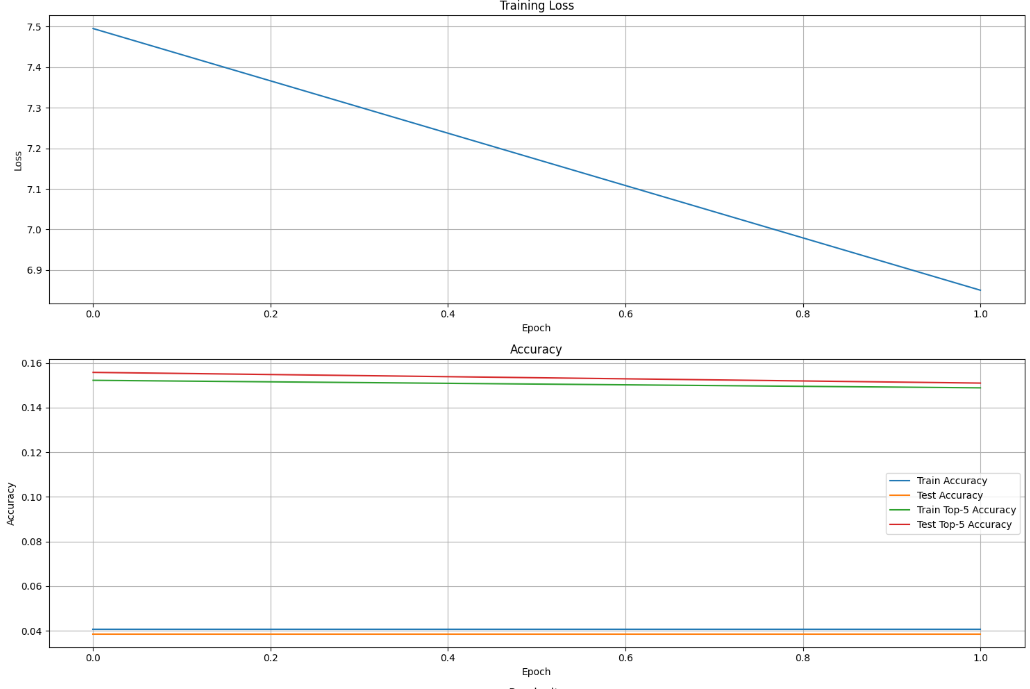 Training Loss
7.5
7.4
7.3
7.2
7.1
7.0
6.9
Loss
0.0 0.2 0.4 0.6 0.8 1.0
Epoch
Accuracy
0.16
0.14
0.12
0.10
0.08
0.06
0.04
Accuracy
Train Accuracy
Test Accuracy
Train Top-5 Accuracy
Test Top-5 Accuracy
0.0 0.2 0.4 0.6 0.8 1.0
Epoch